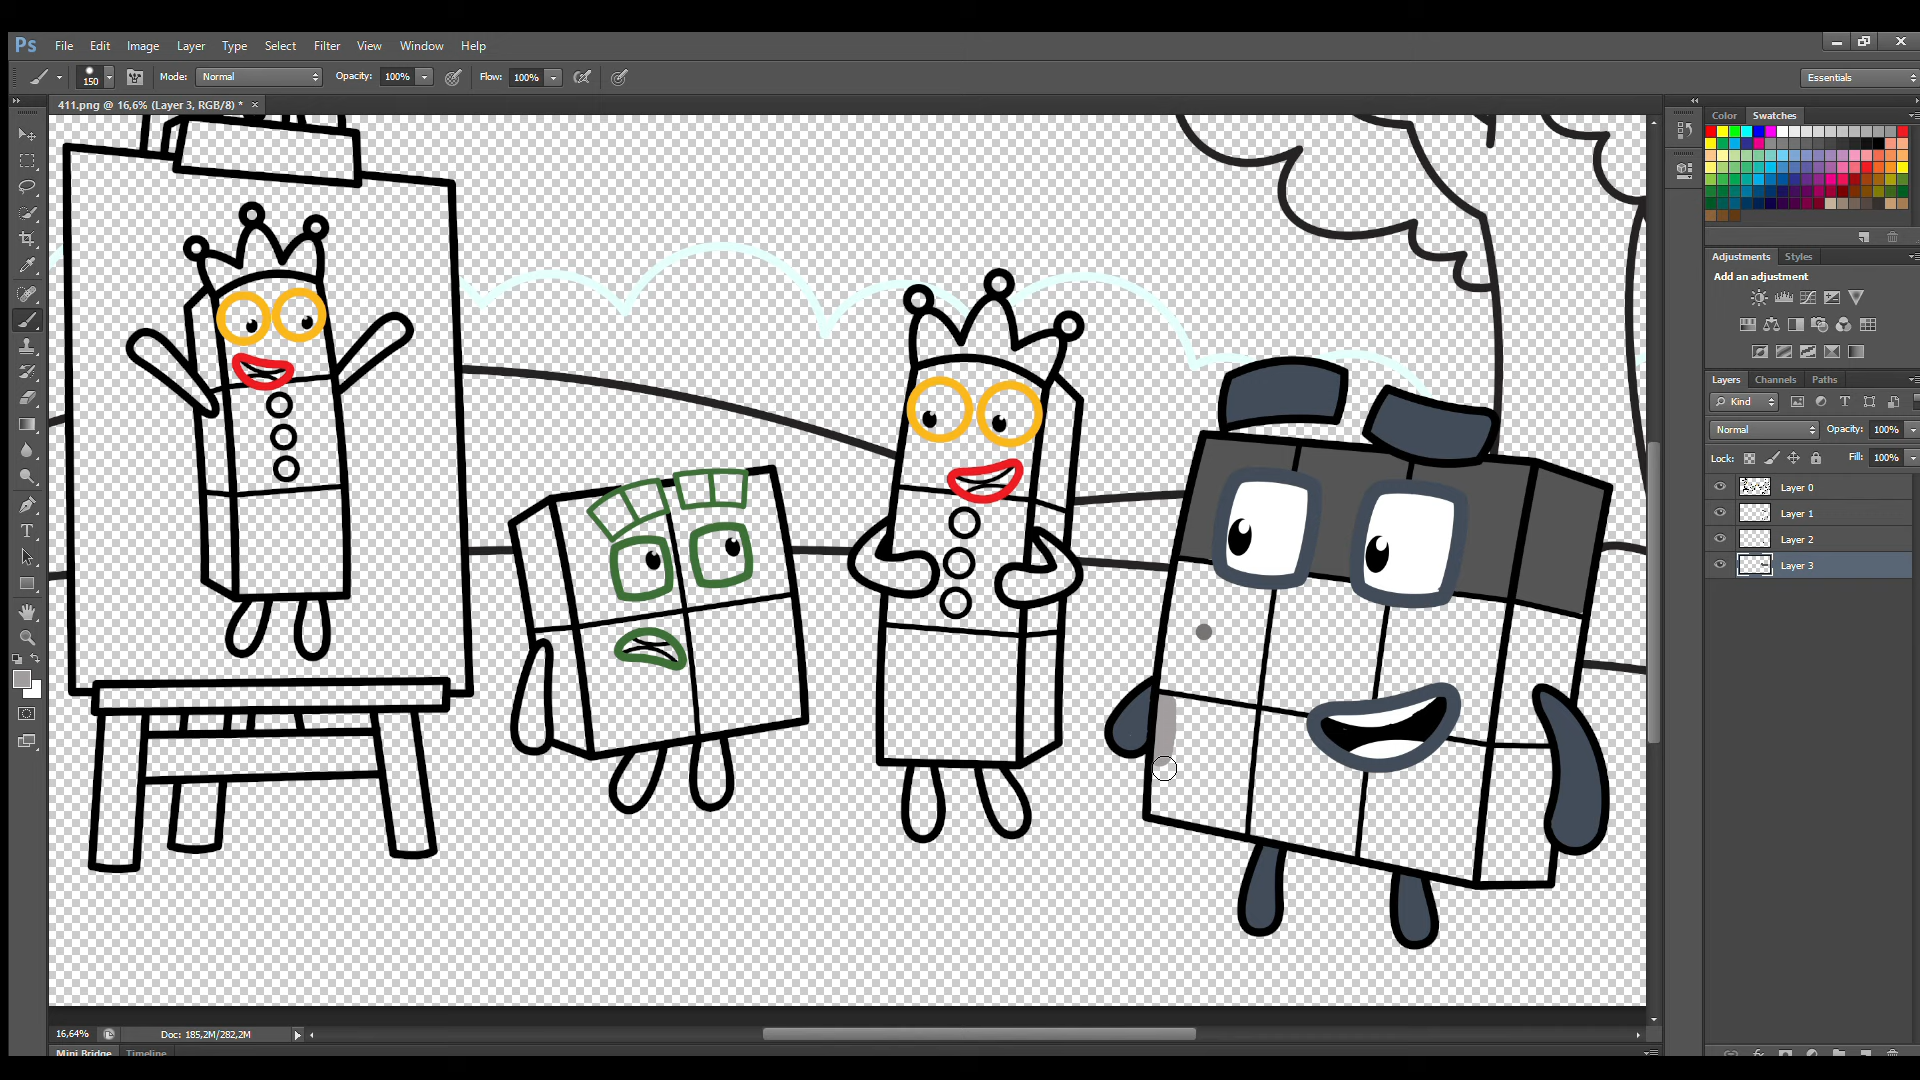 Ps File Edit Image Layer Type Select Filter View Window Help
150 Mode: Normal Opacity: 100% Flow: 100% Essentials
411.png @ 16,6% (Layer 3, RGB/8) * ×
Color Swatches
Adjustments Styles
Add an adjustment
Layers Channels Paths
Kind
Normal Opacity: 100%
Lock: Fill: 100%
Layer 0
Layer 1
Layer 2
Layer 3
16.64% Doc: 185,2M/282,2M
Mini Bridge Timeline